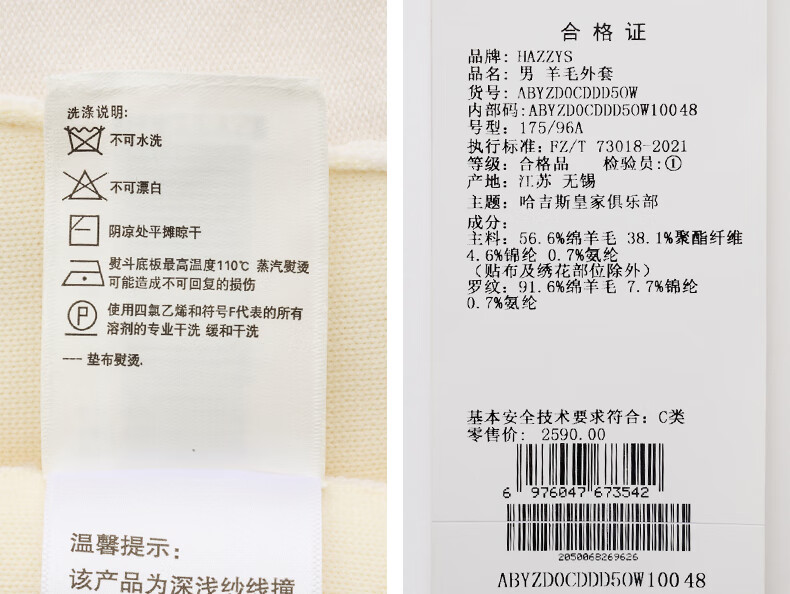 洗涤说明:
不可水洗
不可漂白
阴凉处平摊晾干
熨斗底板最高温度110℃ 蒸汽熨烫
可能造成不可回复的损伤
P
使用四氯乙烯和符号F代表的所有
溶剂的专业干洗 缓和干洗
--- 垫布熨烫.
温馨提示:
该产品为深浅纱线撞
合格证
品牌: HAZZYS
品名: 男 羊毛外套
货号: ABYZD0CDDD50W
内部码:ABYZD0CDDD50W10048
号型: 175/96A
执行标准:FZ/T 73018-2021
等级: 合格品 检验员:①
产地: 江苏 无锡
主题: 哈吉斯皇家俱乐部
成分:
主料: 56.6%绵羊毛 38.1%聚酯纤维
4.6%锦纶 0.7%氨纶
(贴布及绣花部位除外)
罗纹: 91.6%绵羊毛 7.7%锦纶
0.7%氨纶
基本安全技术要求符合: C类
零售价: 2590.00
6 976047 673542
2050068269626
ABYZD0CDDD50W10048